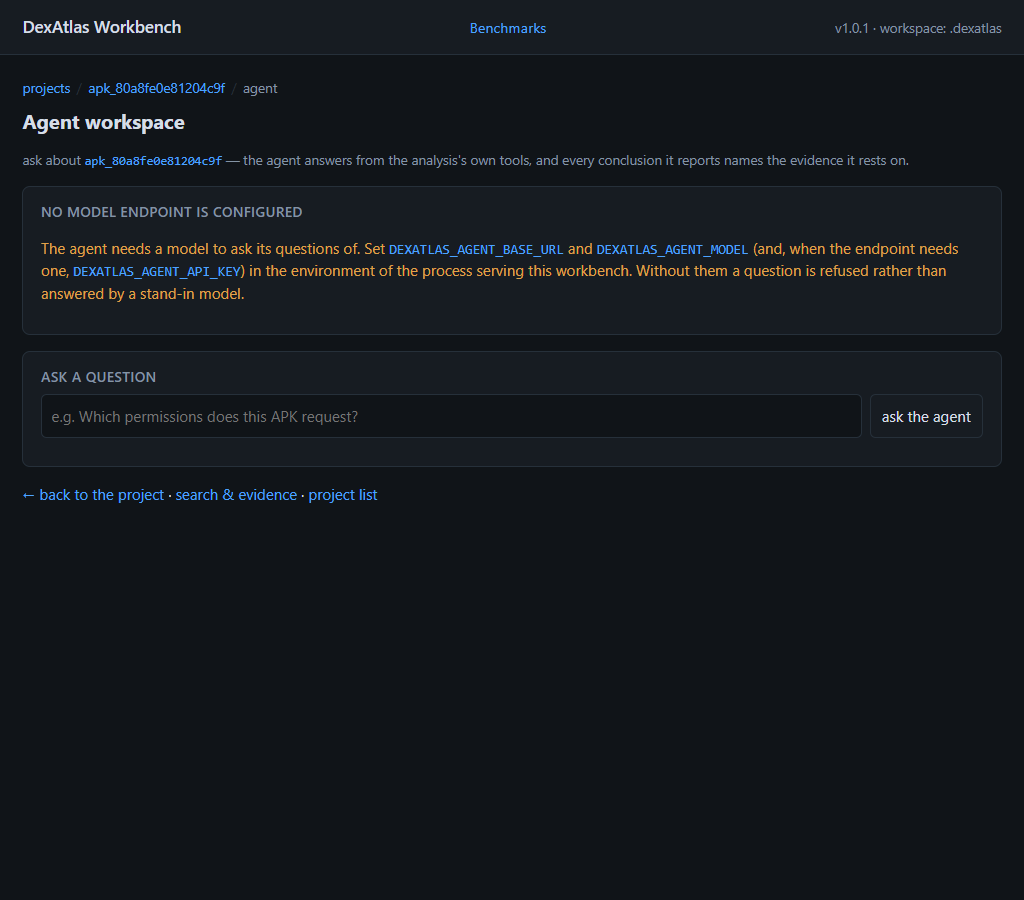 DexAtlas Workbench
Benchmarks
v1.0.1 · workspace: .dexatlas
projects / apk_80a8fe0e81204c9f / agent
Agent workspace
ask about apk_80a8fe0e81204c9f — the agent answers from the analysis's own tools, and every conclusion it reports names the evidence it rests on.
NO MODEL ENDPOINT IS CONFIGURED
The agent needs a model to ask its questions of. Set DEXATLAS_AGENT_BASE_URL and DEXATLAS_AGENT_MODEL (and, when the endpoint needs
one, DEXATLAS_AGENT_API_KEY) in the environment of the process serving this workbench. Without them a question is refused rather than
answered by a stand-in model.
ASK A QUESTION
e.g. Which permissions does this APK request?
ask the agent
← back to the project · search & evidence · project list